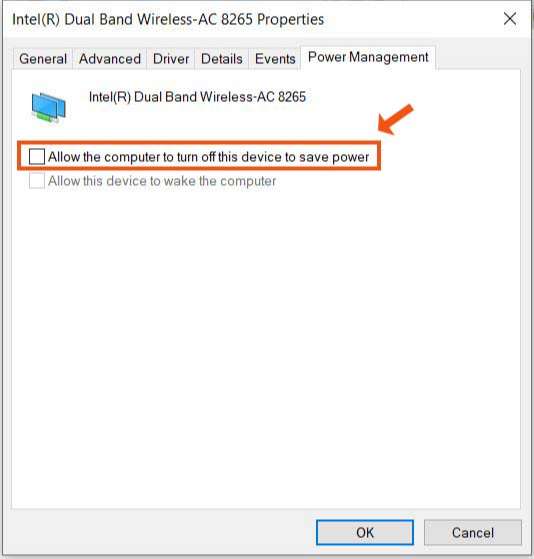 Intel(R) Dual Band Wireless-AC 8265 Properties
General Advanced Driver Details Events Power Management
Intel(R) Dual Band Wireless-AC 8265
Allow the computer to turn off this device to save power
Allow this device to wake the computer
OK Cancel